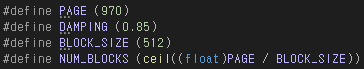 #define PAGE (970)
#define DAMPING (0.85)
#define BLOCK_SIZE (512)
#define NUM_BLOCKS (ceil((float)PAGE / BLOCK_SIZE))